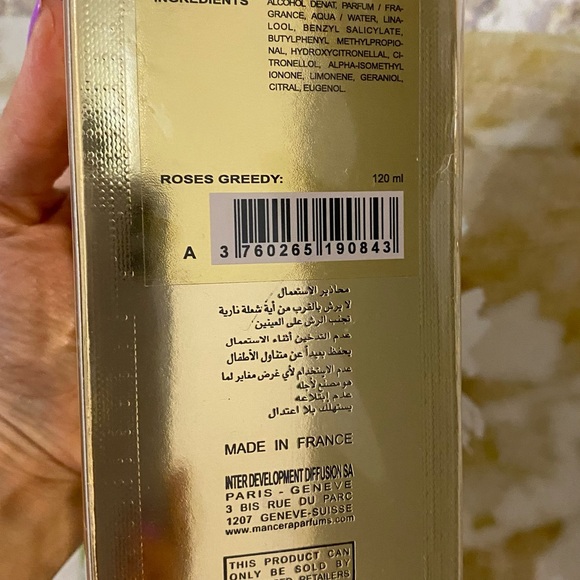 INGREDIENTS
ALCOHOL DENAT, PARFUM / FRA-
GRANCE, AQUA / WATER, LINA-
LOOL, BENZYL SALICYLATE,
BUTYLPHENYL METHYLPROPIO-
NAL, HYDROXYCITRONELLAL, CI-
TRONELLOL, ALPHA-ISOMETHYL
IONONE, LIMONENE, GERANIOL,
CITRAL, EUGENOL.
ROSES GREEDY: 120 ml
A 3 760265 190843
محاذير الاستعمال
لا يرش بالقرب من أية شعلة نارية
تجنب الرش على العينين
عدم التدخين أثناء الاستعمال
يحفظ بعيداً عن متناول الأطفال
عدم الاستخدام لأي غرض مغاير لما
هو مصنع لأجله
عدم إبتلاعه
يستهلك بلا اعتدال
MADE IN FRANCE
INTER DEVELOPMENT DIFFUSION SA
PARIS - GENEVE
3 BIS RUE DU PARC
1207 GENEVE-SUISSE
www.manceraparfums.com
THIS PRODUCT CAN
ONLY BE SOLD BY
RETAILERS